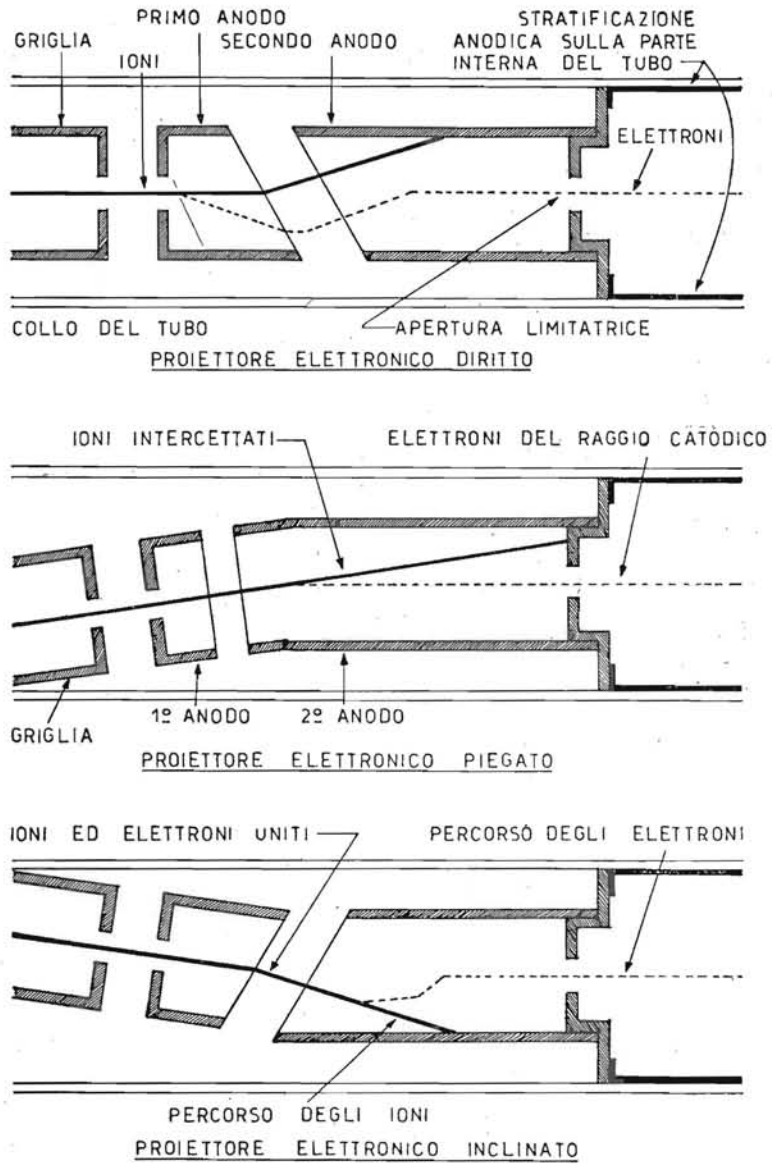 GRIGLIA
PRIMO ANODO
SECONDO ANODO
IONI
STRATIFICAZIONE
ANODICA SULLA PARTE
INTERNA DEL TUBO
ELETTRONI
COLLO DEL TUBO
APERTURA LIMITATRICE
PROIETTORE ELETTRONICO DIRITTO
IONI INTERCETTATI
ELETTRONI DEL RAGGIO CATÒDICO
1º ANODO
2º ANODO
GRIGLIA
PROIETTORE ELETTRONICO PIEGATO
IONI ED ELETTRONI UNITI
PERCORSO DEGLI ELETTRONI
PERCORSO DEGLI IONI
PROIETTORE ELETTRONICO INCLINATO